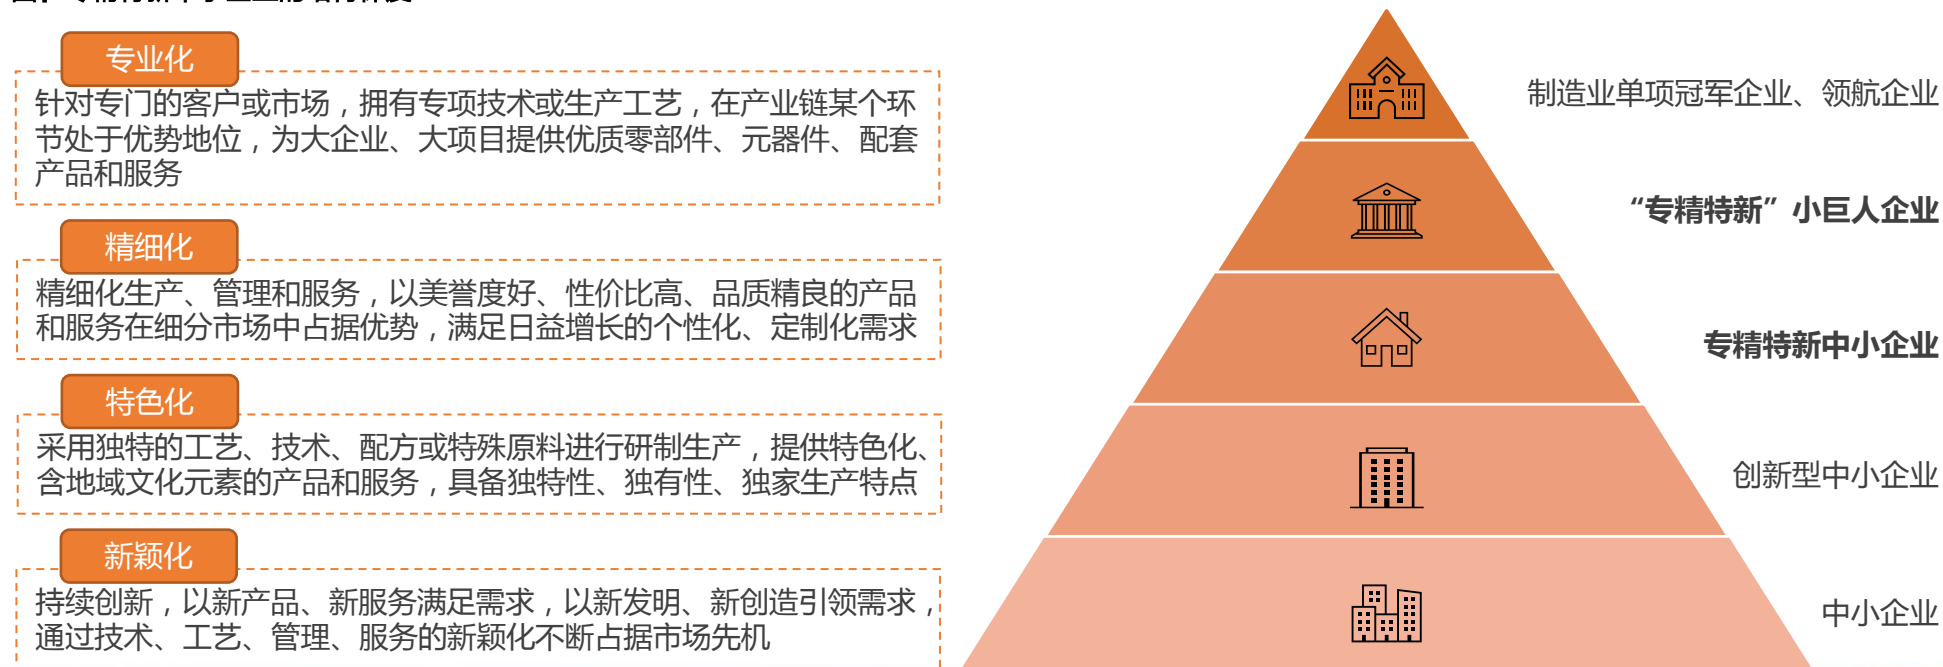 专业化
针对专门的客户或市场，拥有专项技术或生产工艺，在产业链某个环
节处于优势地位，为大企业、大项目提供优质零部件、元器件、配套
产品和服务
精细化
精细化生产、管理和服务，以美誉度好、性价比高、品质精良的产品
和服务在细分市场中占据优势，满足日益增长的个性化、定制化需求
特色化
采用独特的工艺、技术、配方或特殊原料进行研制生产，提供特色化、
含地域文化元素的产品和服务，具备独特性、独有性、独家生产特点
新颖化
持续创新，以新产品、新服务满足需求，以新发明、新创造引领需求，
通过技术、工艺、管理、服务的新颖化不断占据市场先机
制造业单项冠军企业、领航企业
“专精特新”小巨人企业
专精特新中小企业
创新型中小企业
中小企业